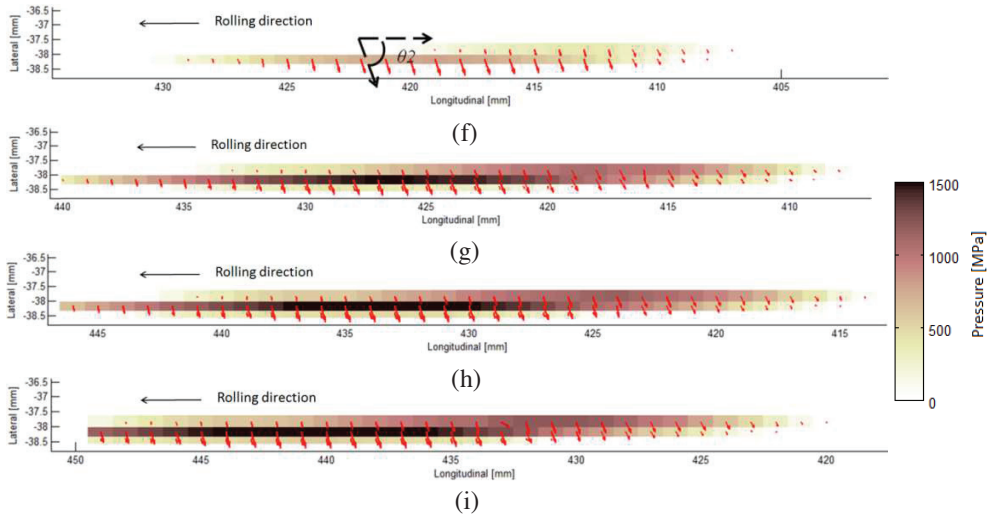 -36.5
-37
-37.5
-38
-38.5
Lateral [mm]
Rolling direction
θ2
430 425 420 415 410 405
Longitudinal [mm]
(f)
-36.5
-37
-37.5
-38
-38.5
Lateral [mm]
Rolling direction
440 435 430 425 420 415 410
Longitudinal [mm]
(g)
-36.5
-37
-37.5
-38
-38.5
Lateral [mm]
Rolling direction
445 440 435 430 425 420 415
Longitudinal [mm]
(h)
-36.5
-37
-37.5
-38
-38.5
Lateral [mm]
Rolling direction
450 445 440 435 430 425 420
Longitudinal [mm]
(i)
1500
1000
500
0
Pressure [MPa]